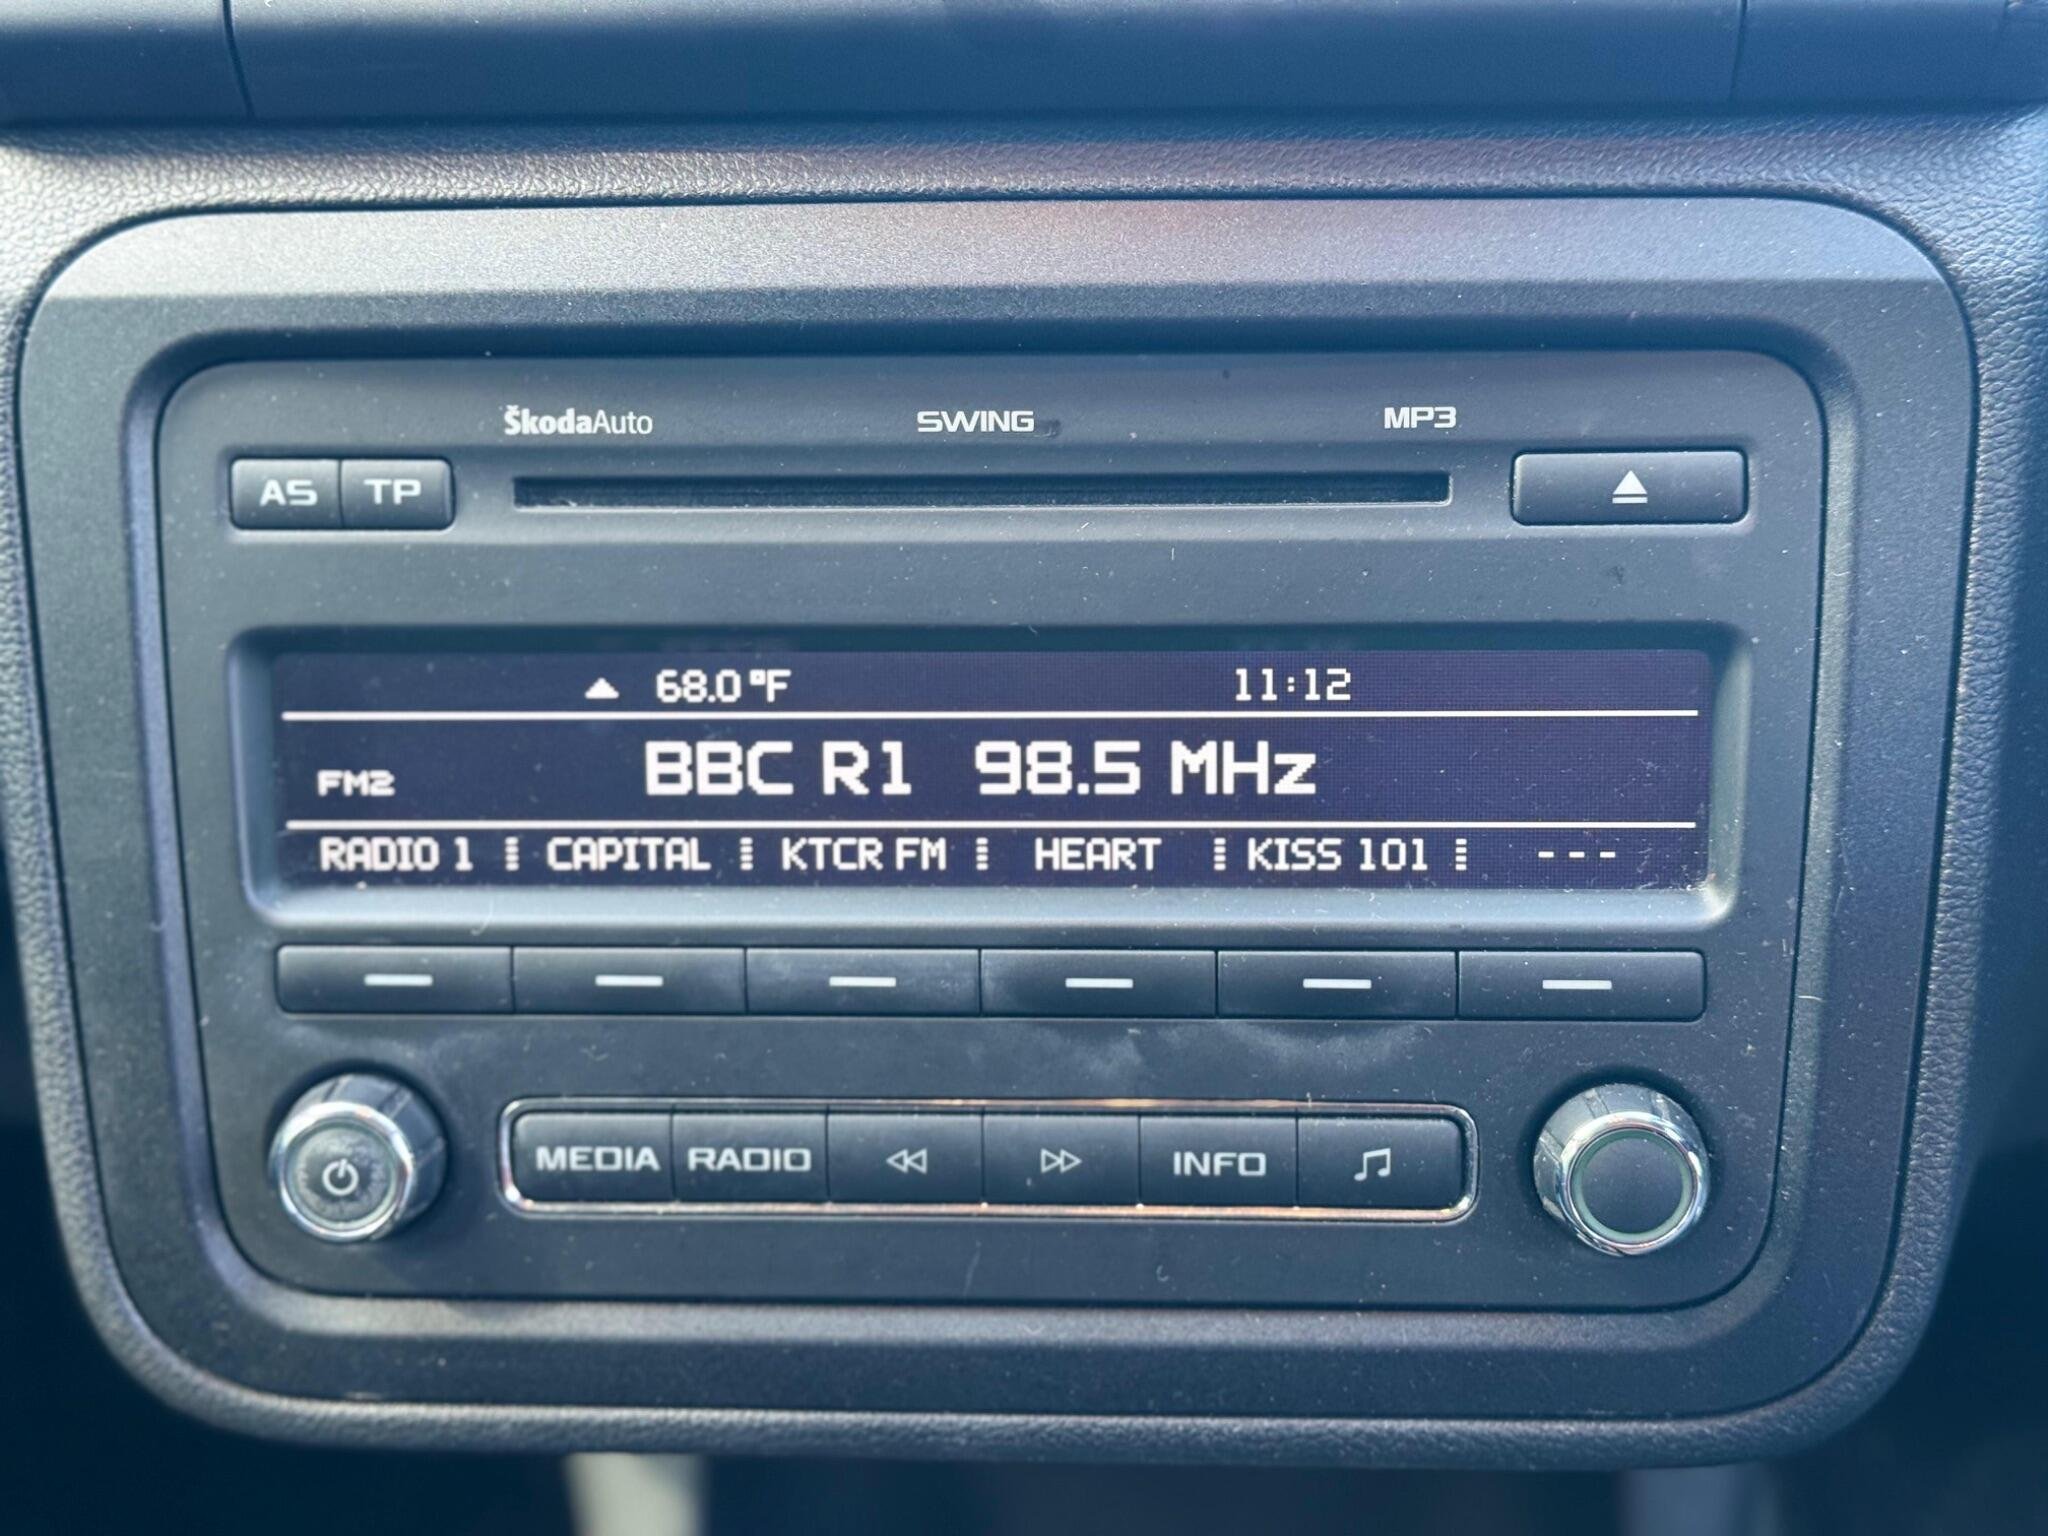 ŠkodaAuto SWING MP3
AS TP
68.0°F 11:12
FM2 BBC R1 98.5 MHz
RADIO 1 CAPITAL KTCR FM HEART KISS 101 ---
MEDIA RADIO INFO